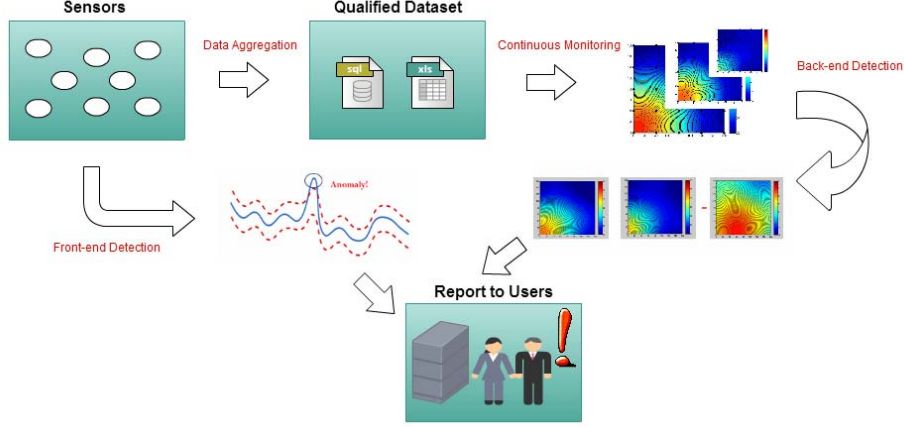 Sensors
Qualified Dataset
Data Aggregation
sql
xls
Continuous Monitoring
Back-end Detection
Anomaly!
Front-end Detection
Report to Users